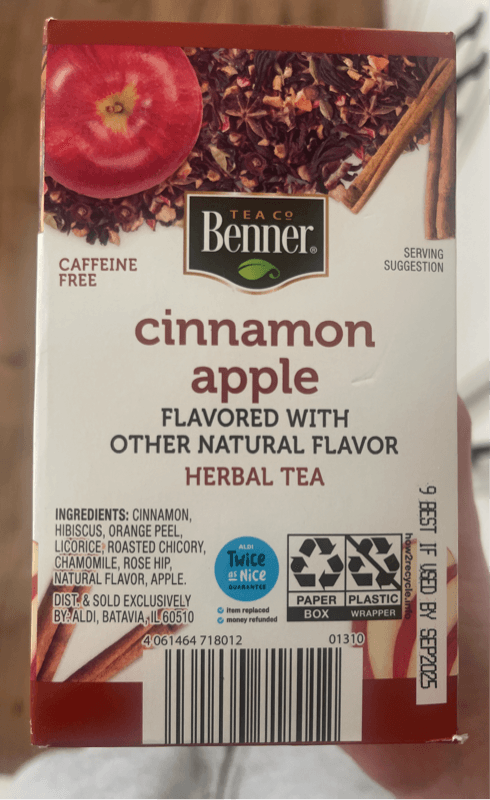 TEA CO
Benner®
CAFFEINE
FREE
SERVING
SUGGESTION
cinnamon
apple
FLAVORED WITH
OTHER NATURAL FLAVOR
HERBAL TEA
INGREDIENTS: CINNAMON,
HIBISCUS, ORANGE PEEL,
LICORICE, ROASTED CHICORY,
CHAMOMILE, ROSE HIP,
NATURAL FLAVOR, APPLE.
DIST. & SOLD EXCLUSIVELY
BY: ALDI, BATAVIA, IL 60510
ALDI
Twice
as Nice
GUARANTEE
item replaced
money refunded
PAPER
BOX
PLASTIC
WRAPPER
how2recycle.info
9 BEST IF USED BY SEP2025
4 061464 718012
01310